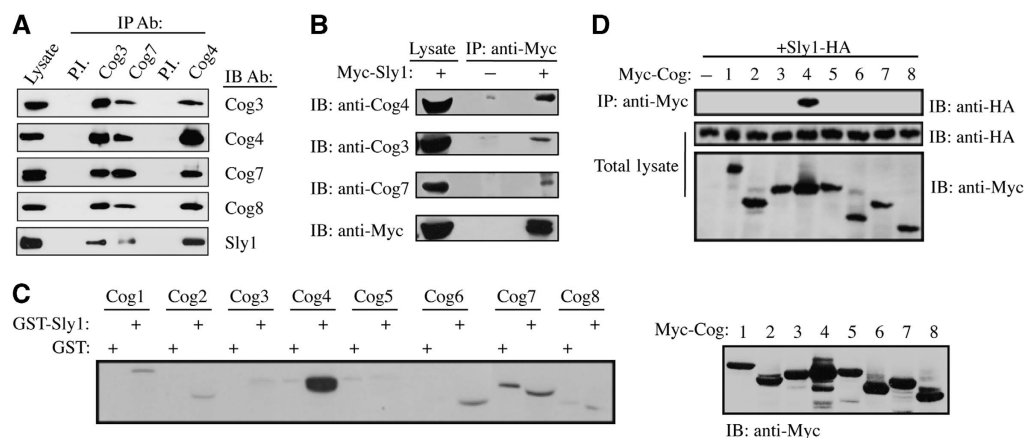 A
IP Ab:
Lysate P.I. Cog3 Cog7 P.I. Cog4
IB Ab:
Cog3
Cog4
Cog7
Cog8
Sly1
B
Lysate IP: anti-Myc
Myc-Sly1: + − +
IB: anti-Cog4
IB: anti-Cog3
IB: anti-Cog7
IB: anti-Myc
D
+Sly1-HA
Myc-Cog: − 1 2 3 4 5 6 7 8
IP: anti-Myc IB: anti-HA
IB: anti-HA
Total lysate
IB: anti-Myc
C
Cog1 Cog2 Cog3 Cog4 Cog5 Cog6 Cog7 Cog8
GST-Sly1: + + + + + + + +
GST: + + + + + + + +
Myc-Cog: 1 2 3 4 5 6 7 8
IB: anti-Myc